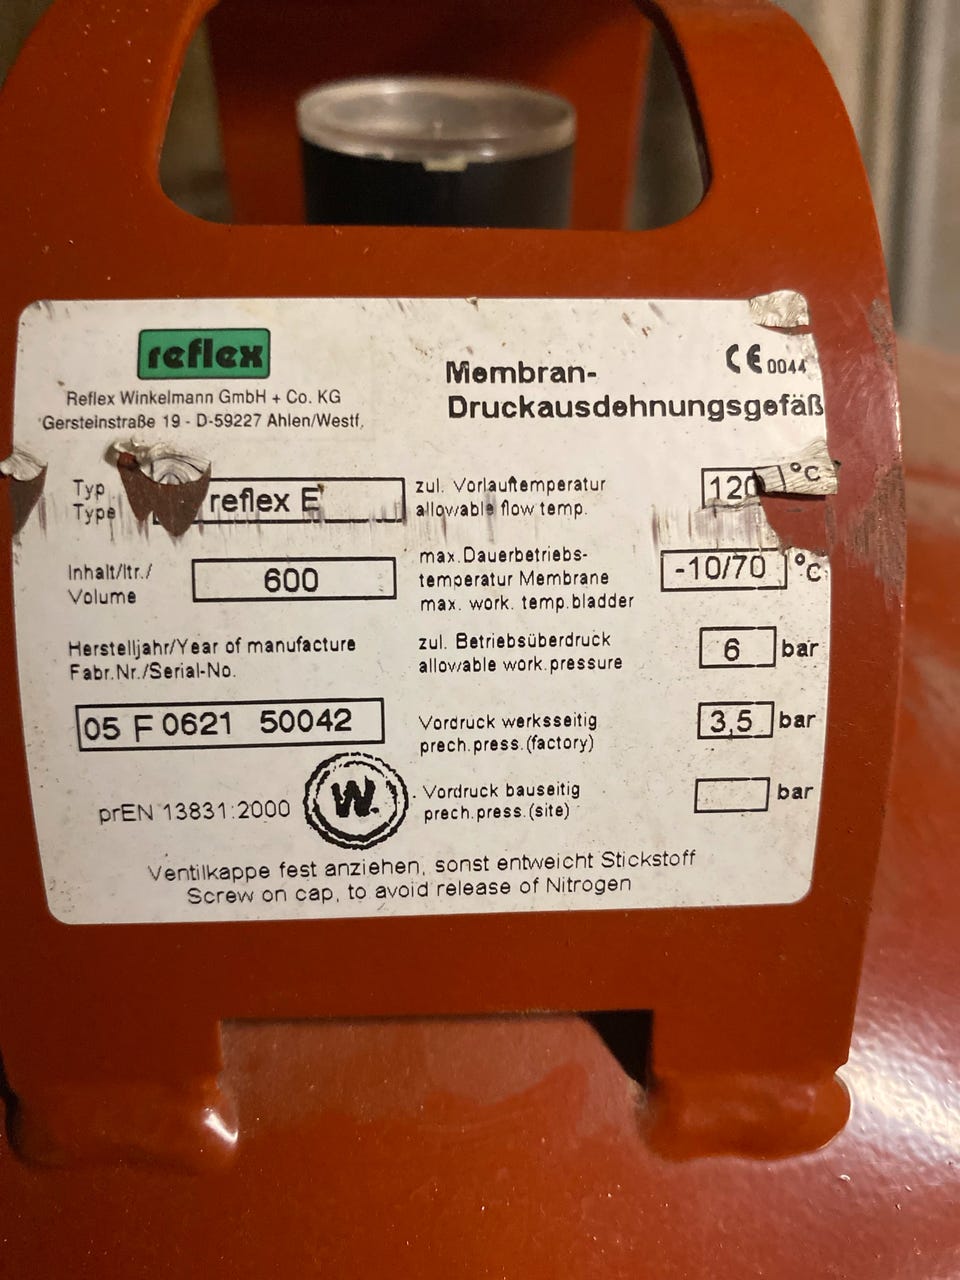 reflex
Reflex Winkelmann GmbH + Co. KG
Gersteinstraße 19 - D-59227 Ahlen/Westf.
Membran-
Druckausdehnungsgefäß
CE 0044
Typ
Type
reflex E
Inhalt/ltr./
Volume
600
Herstelljahr/Year of manufacture
Fabr.Nr./Serial-No.
05 F 0621 50042
prEN 13831:2000
W.
zul. Vorlauftemperatur
allowable flow temp.
120 °C
max.Dauerbetriebs-
temperatur Membrane
max. work. temp.bladder
-10/70 °C
zul. Betriebsüberdruck
allowable work.pressure
6 bar
Vordruck werksseitig
prech.press.(factory)
3,5 bar
Vordruck bauseitig
prech.press.(site)
bar
Ventilkappe fest anziehen, sonst entweicht Stickstoff
Screw on cap, to avoid release of Nitrogen